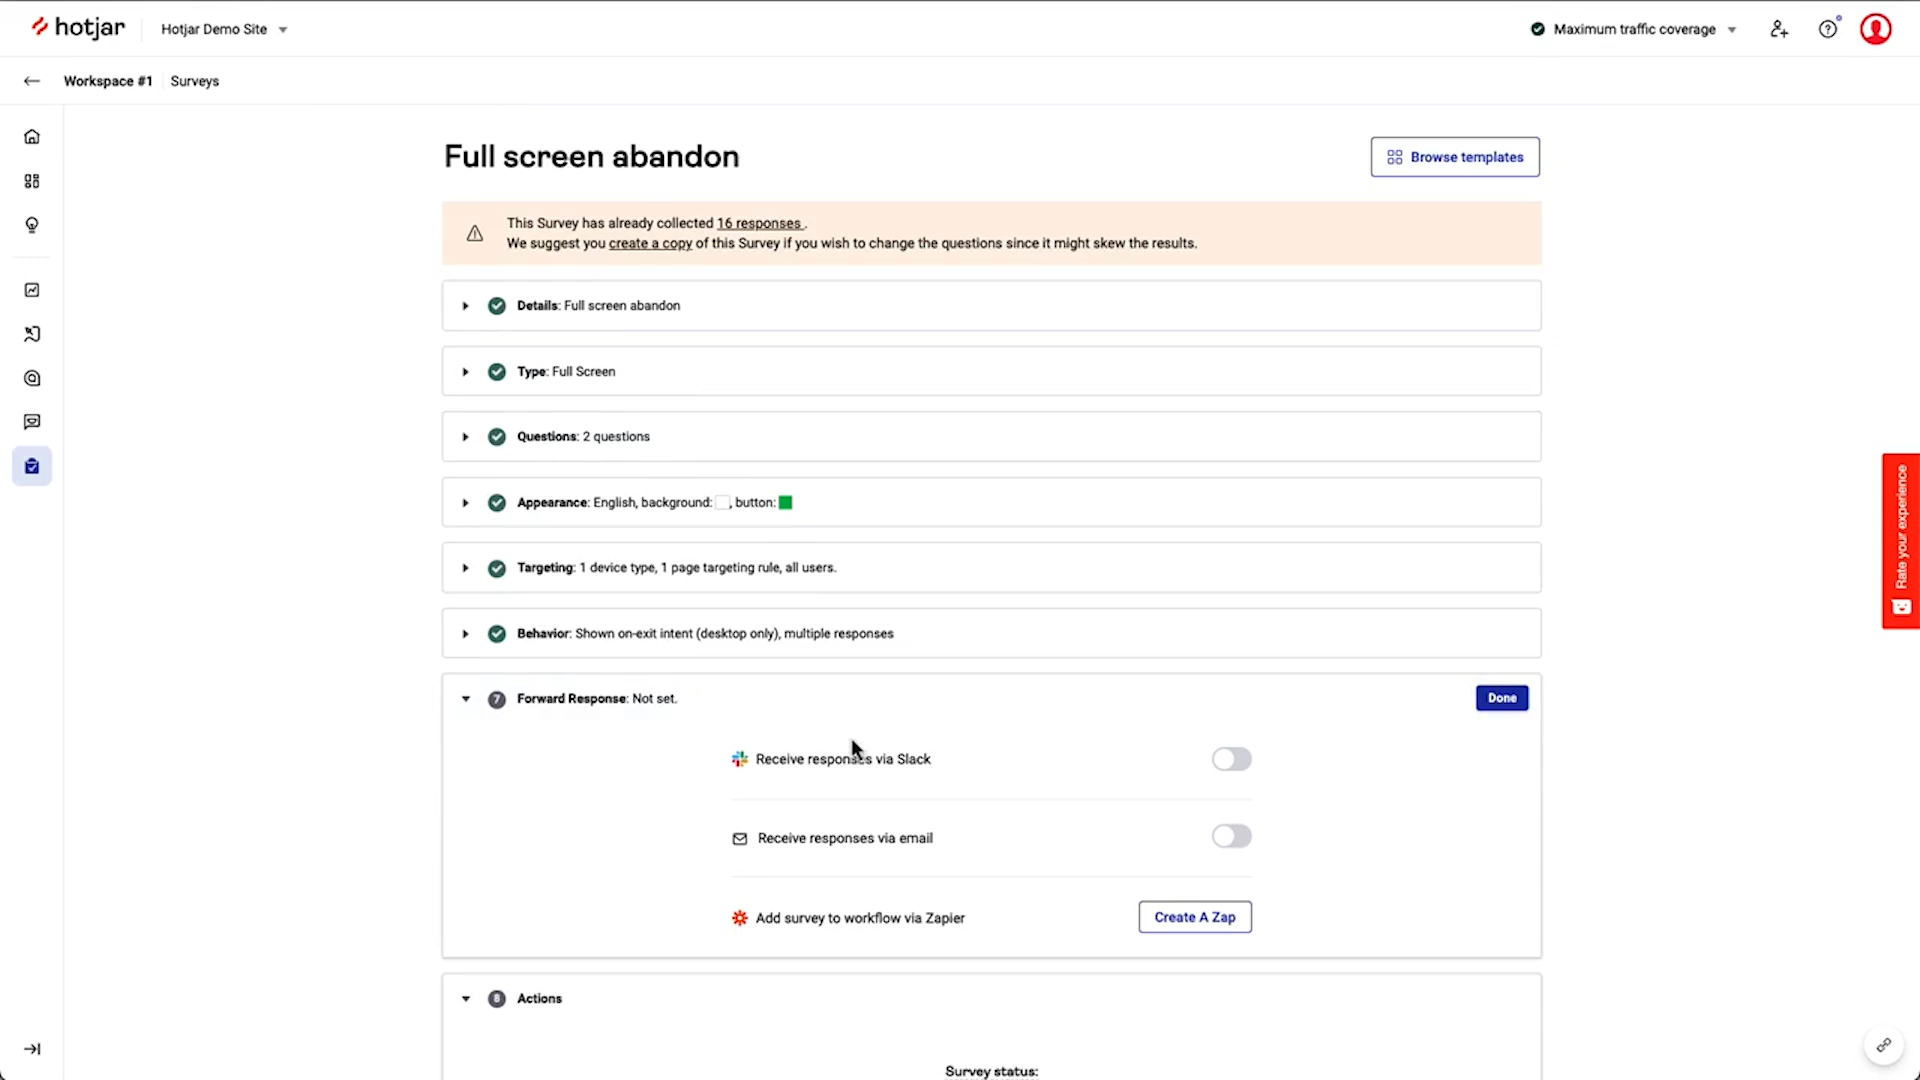 hotjar
Hotjar Demo Site
Maximum traffic coverage
Workspace #1
Surveys
Full screen abandon
Browse templates
This Survey has already collected 16 responses .
We suggest you create a copy of this Survey if you wish to change the questions since it might skew the results.
Details: Full screen abandon
Type: Full Screen
Questions: 2 questions
Appearance: English, background: , button:
Targeting: 1 device type, 1 page targeting rule, all users.
Behavior: Shown on-exit intent (desktop only), multiple responses
Rate your experience
7 Forward Response: Not set.
Done
Receive responses via Slack
Receive responses via email
Add survey to workflow via Zapier
Create A Zap
8 Actions
Survey status: